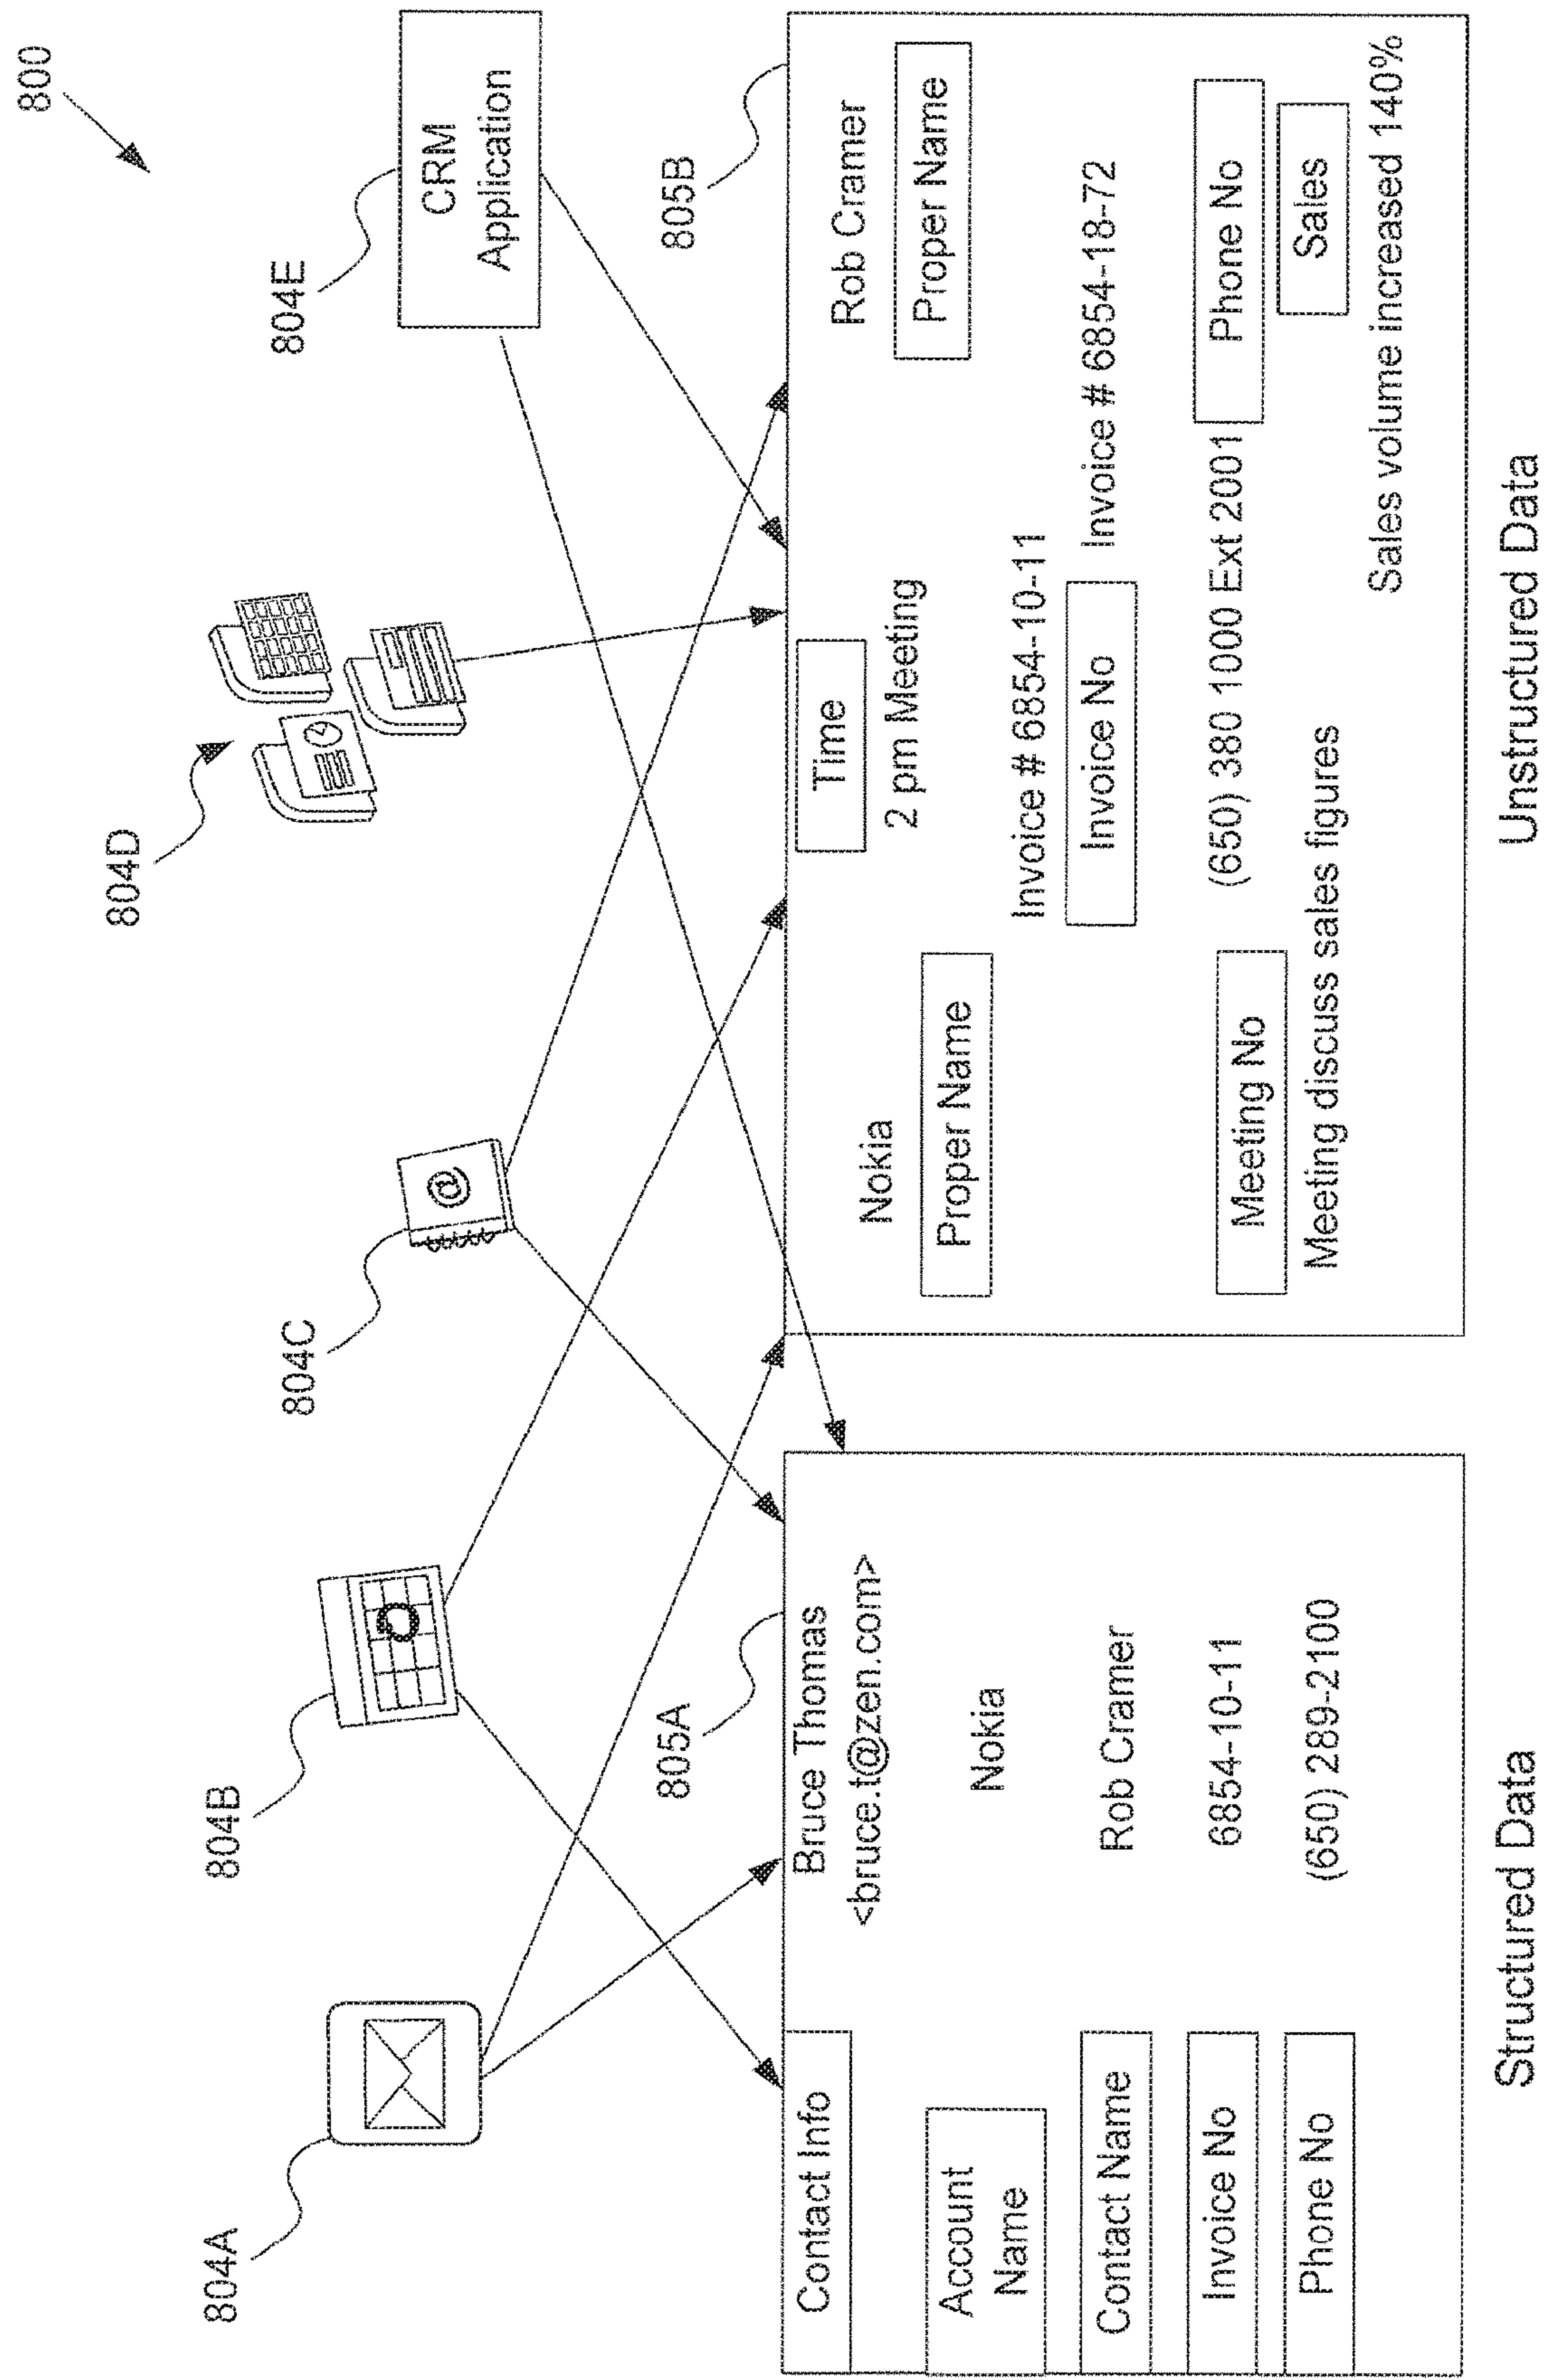 800
804A
804B
804C
804D
804E
CRM
Application
805A
Contact Info
Bruce Thomas
<bruce.t@zen.com>
Account
Name
Nokia
Contact Name
Rob Cramer
Invoice No
6854-10-11
Phone No
(650) 289-2100
Structured Data
805B
Time
2 pm Meeting
Nokia
Proper Name
Rob Cramer
Proper Name
Invoice # 6854-10-11
Invoice No
Invoice # 6854-18-72
Meeting No
Meeting discuss sales figures
(650) 380 1000 Ext 2001
Phone No
Sales
Sales volume increased 140%
Unstructured Data
@